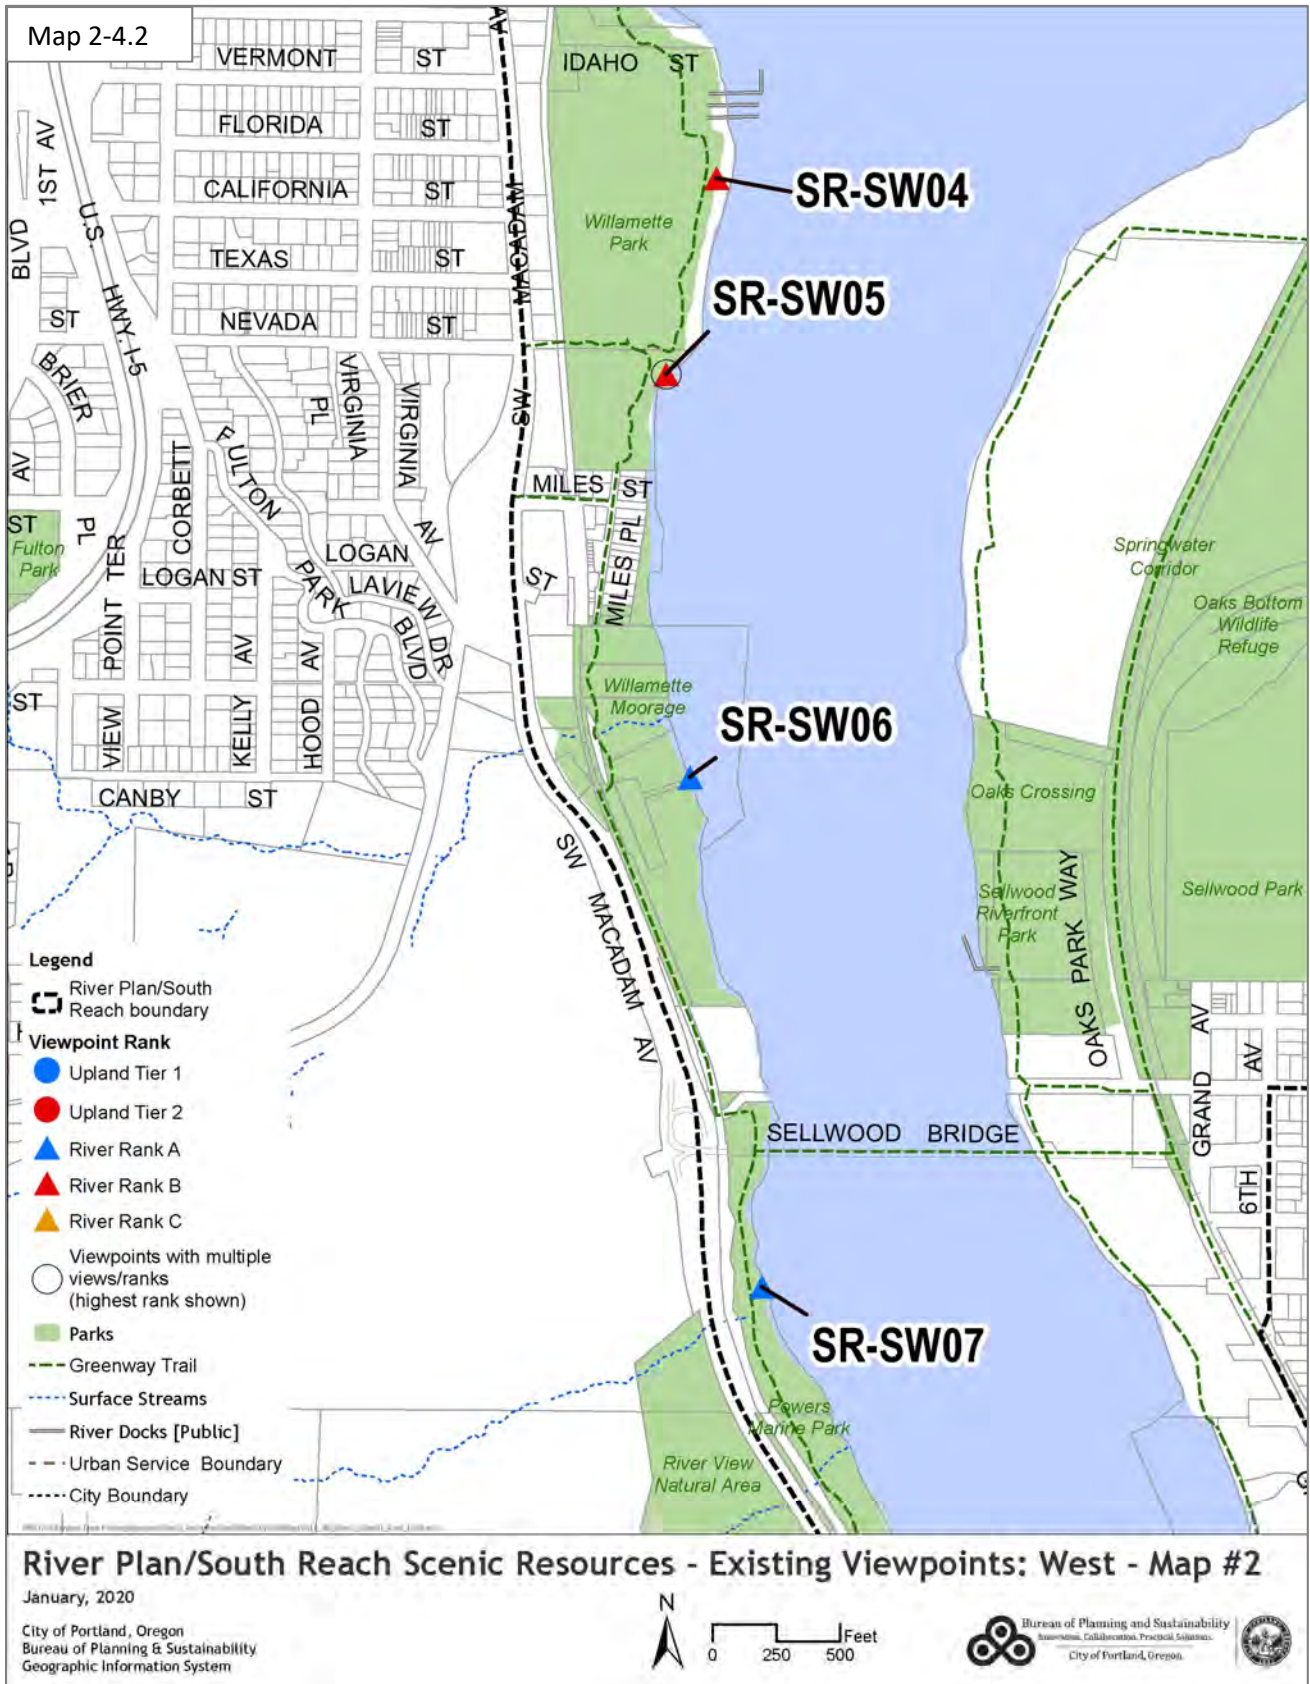 Map 2-4.2
VERMONT ST
FLORIDA ST
CALIFORNIA ST
TEXAS ST
NEVADA ST
1ST AV
BLVD
U.S. HWY. I-5
AV
MACADAM
SW
IDAHO ST
Willamette
Park
SR-SW04
SR-SW05
ST
BRIER
PL
AV
VIRGINIA
PL
VIRGINIA
AV
CORBETT
FULTON
PARK
BLVD
MILES ST
MILES PL
ST
ST
Fulton
Park
LOGAN
LOGAN ST
LAVIEW DR
POINT TER
VIEW
KELLY AV
HOOD AV
ST
CANBY ST
Springwater
Corridor
Oaks Bottom
Wildlife
Refuge
Willamette
Moorage
SR-SW06
Oaks Crossing
Sellwood
Riverfront
Park
OAKS PARK WAY
Sellwood Park
SW MACADAM AV
GRAND AV
AV
6TH
SELLWOOD BRIDGE
SR-SW07
Powers
Marine Park
River View
Natural Area
Legend
River Plan/South
Reach boundary
Viewpoint Rank
Upland Tier 1
Upland Tier 2
River Rank A
River Rank B
River Rank C
Viewpoints with multiple
views/ranks
(highest rank shown)
Parks
Greenway Trail
Surface Streams
River Docks [Public]
Urban Service Boundary
City Boundary
River Plan/South Reach Scenic Resources - Existing Viewpoints: West - Map #2
January, 2020
City of Portland, Oregon
Bureau of Planning & Sustainability
Geographic Information System
N
0 250 500 Feet
Bureau of Planning and Sustainability
Innovation. Collaboration. Practical Solutions.
City of Portland, Oregon